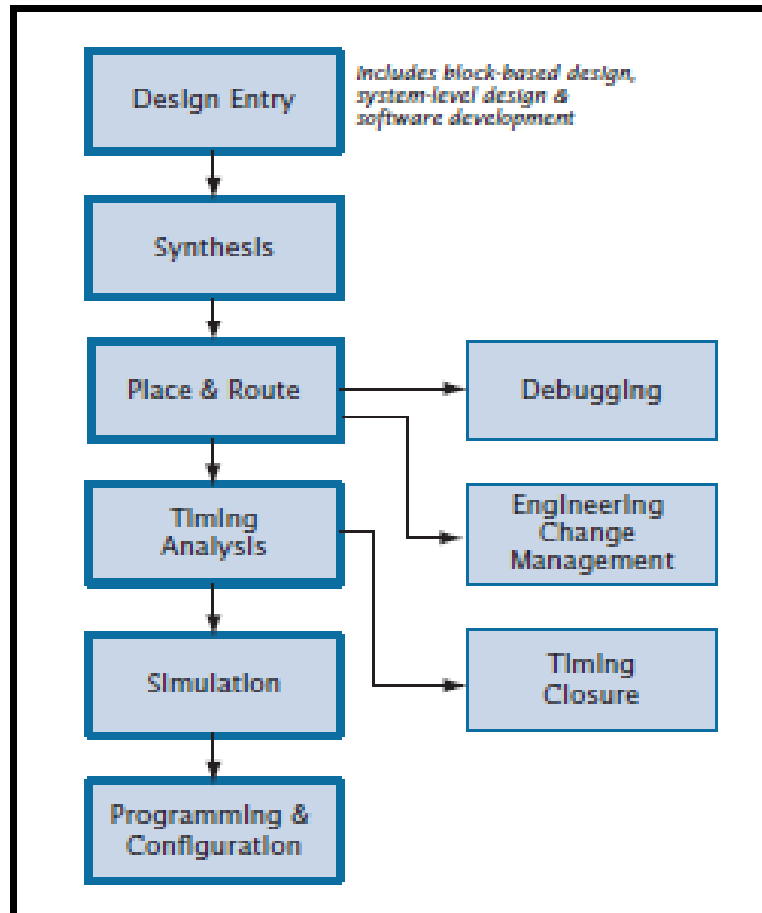 Design Entry
Includes block-based design,
system-level design &
software development
Synthesis
Place & Route
Debugging
Timing
Analysis
Engineering
Change
Management
Simulation
Timing
Closure
Programming &
Configuration